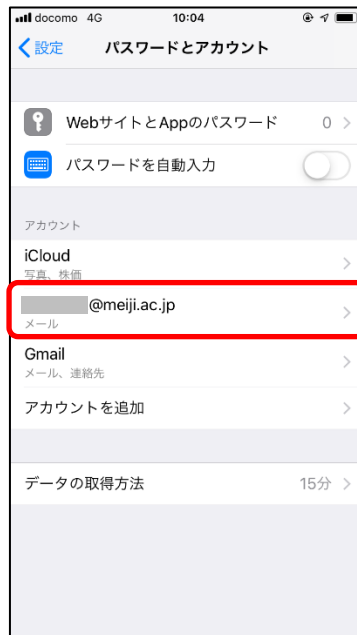 docomo 4G 10:04
設定 パスワードとアカウント
WebサイトとAppのパスワード 0
パスワードを自動入力
アカウント
iCloud
写真、株価
@meiji.ac.jp
メール
Gmail
メール、連絡先
アカウントを追加
データの取得方法 15分